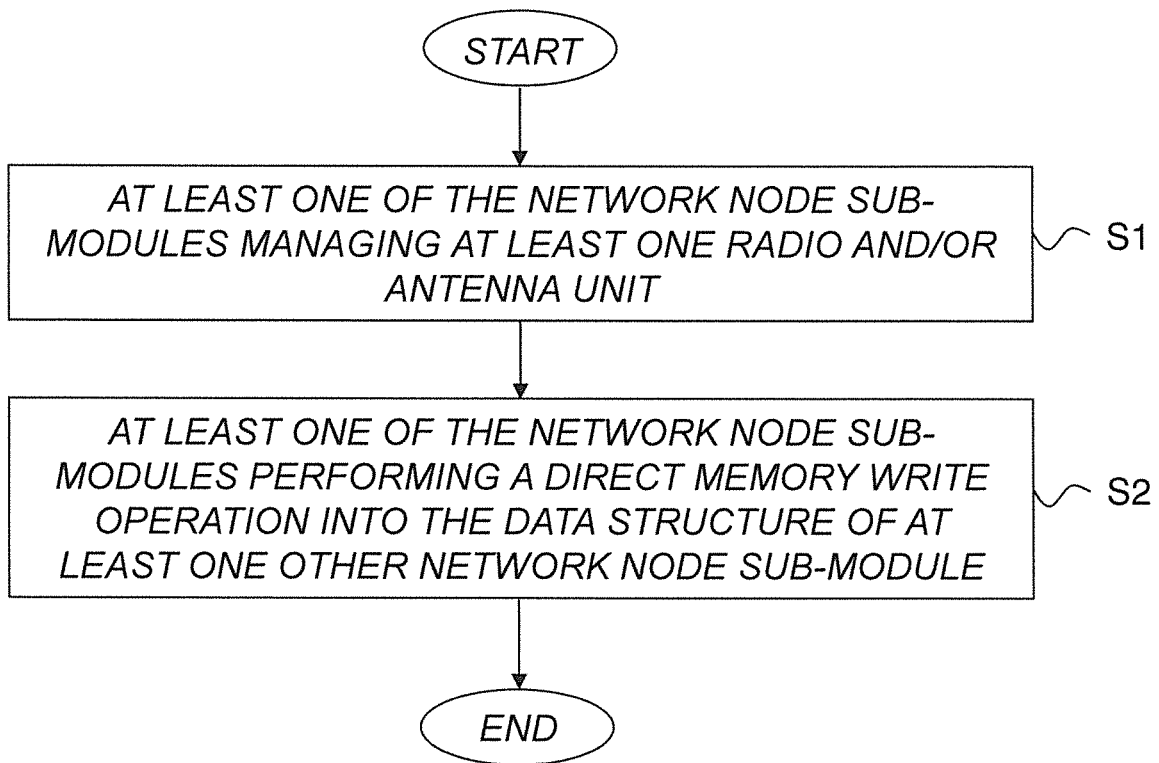 START
AT LEAST ONE OF THE NETWORK NODE SUB-
MODULES MANAGING AT LEAST ONE RADIO AND/OR
ANTENNA UNIT
S1
AT LEAST ONE OF THE NETWORK NODE SUB-
MODULES PERFORMING A DIRECT MEMORY WRITE
OPERATION INTO THE DATA STRUCTURE OF AT
LEAST ONE OTHER NETWORK NODE SUB-MODULE
S2
END